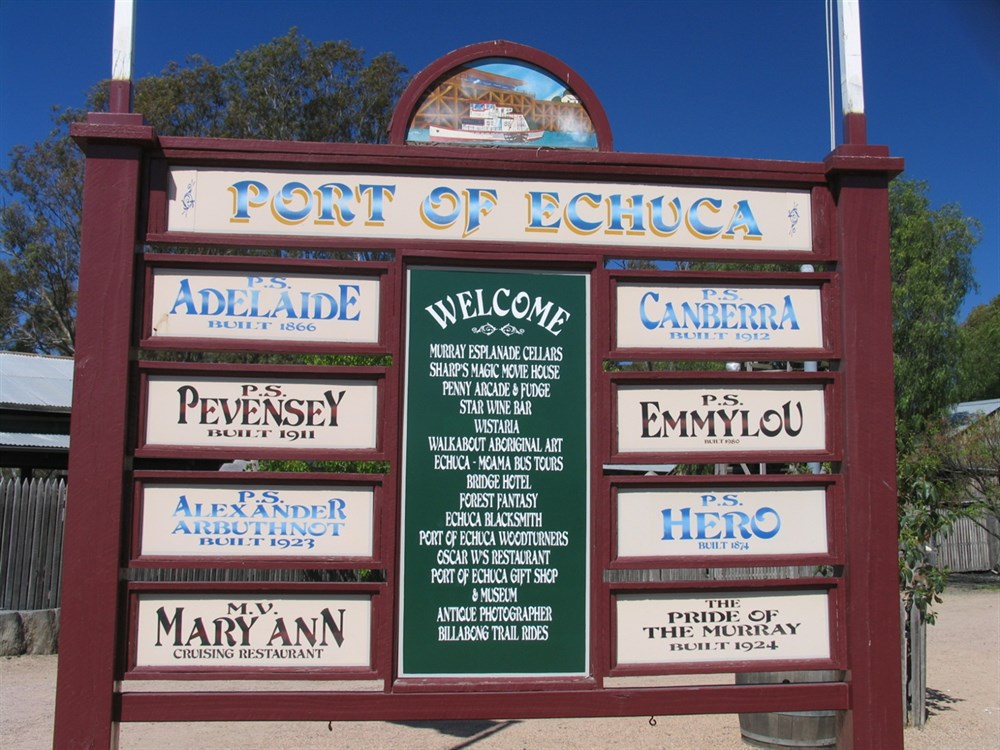 PORT OF ECHUCA
P.S.
ADELAIDE
BUILT 1866
P.S.
PEVENSEY
BUILT 1911
P.S.
ALEXANDER
ARBUTHNOT
BUILT 1923
M.V.
MARY ANN
CRUISING RESTAURANT
WELCOME
MURRAY ESPLANADE CELLARS
SHARP'S MAGIC MOVIE HOUSE
PENNY ARCADE & FUDGE
STAR WINE BAR
WISTARIA
WALKABOUT ABORIGINAL ART
ECHUCA - MOAMA BUS TOURS
BRIDGE HOTEL
FOREST FANTASY
ECHUCA BLACKSMITH
PORT OF ECHUCA WOODTURNERS
OSCAR W'S RESTAURANT
PORT OF ECHUCA GIFT SHOP
& MUSEUM
ANTIQUE PHOTOGRAPHER
BILLABONG TRAIL RIDES
P.S.
CANBERRA
BUILT 1912
P.S.
EMMYLOU
BUILT 1980
P.S.
HERO
BUILT 1874
THE
PRIDE OF
THE MURRAY
BUILT 1924